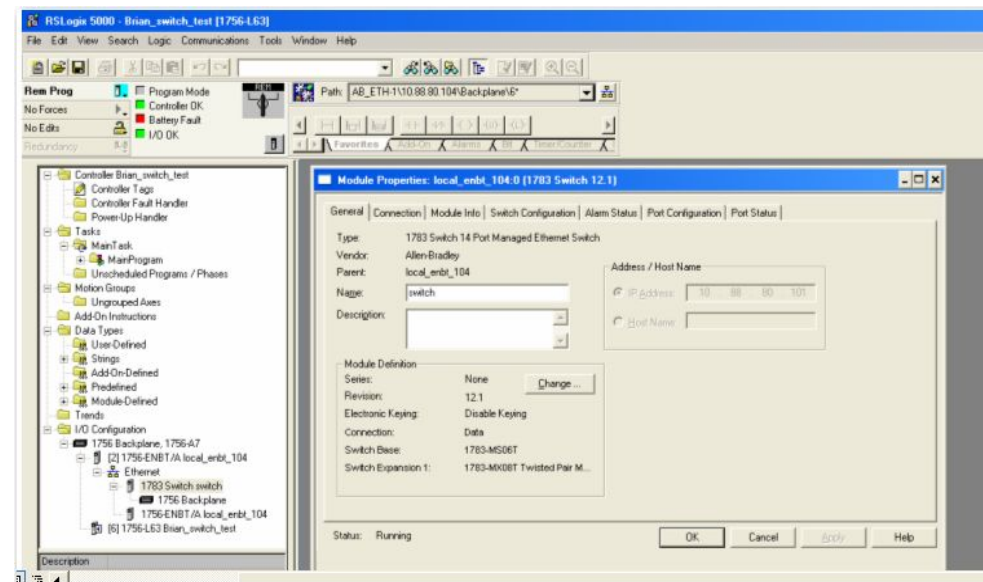 RSLogix 5000 - Brian_switch_test [1756-L63]
File Edit View Search Logic Communications Tools Window Help
Rem Prog
Program Mode
No Forces
Controller OK
No Edits
Battery Fault
Redundancy
I/O OK
REM
Path: AB_ETH-1\10.88.80.104\Backplane\6*
Favorites Add-On Alarms Bit Timer/Counter
Controller Brian_switch_test
Controller Tags
Controller Fault Handler
Power-Up Handler
Tasks
MainTask
MainProgram
Unscheduled Programs / Phases
Motion Groups
Ungrouped Axes
Add-On Instructions
Data Types
User-Defined
Strings
Add-On-Defined
Predefined
Module-Defined
Trends
I/O Configuration
1756 Backplane, 1756-A7
[2] 1756-ENBT/A local_enbt_104
Ethernet
1783 Switch switch
1756 Backplane
1756-ENBT/A local_enbt_104
[6] 1756-L63 Brian_switch_test
Description
Module Properties: local_enbt_104:0 (1783 Switch 12.1)
General Connection Module Info Switch Configuration Alarm Status Port Configuration Port Status
Type: 1783 Switch 14 Port Managed Ethernet Switch
Vendor: Allen-Bradley
Parent: local_enbt_104
Name: switch
Description:
Address / Host Name
IP Address: 10 88 80 101
Host Name:
Module Definition
Series: None
Change ...
Revision: 12.1
Electronic Keying: Disable Keying
Connection: Data
Switch Base: 1783-MS06T
Switch Expansion 1: 1783-MX08T Twisted Pair M...
Status: Running
OK Cancel Apply Help